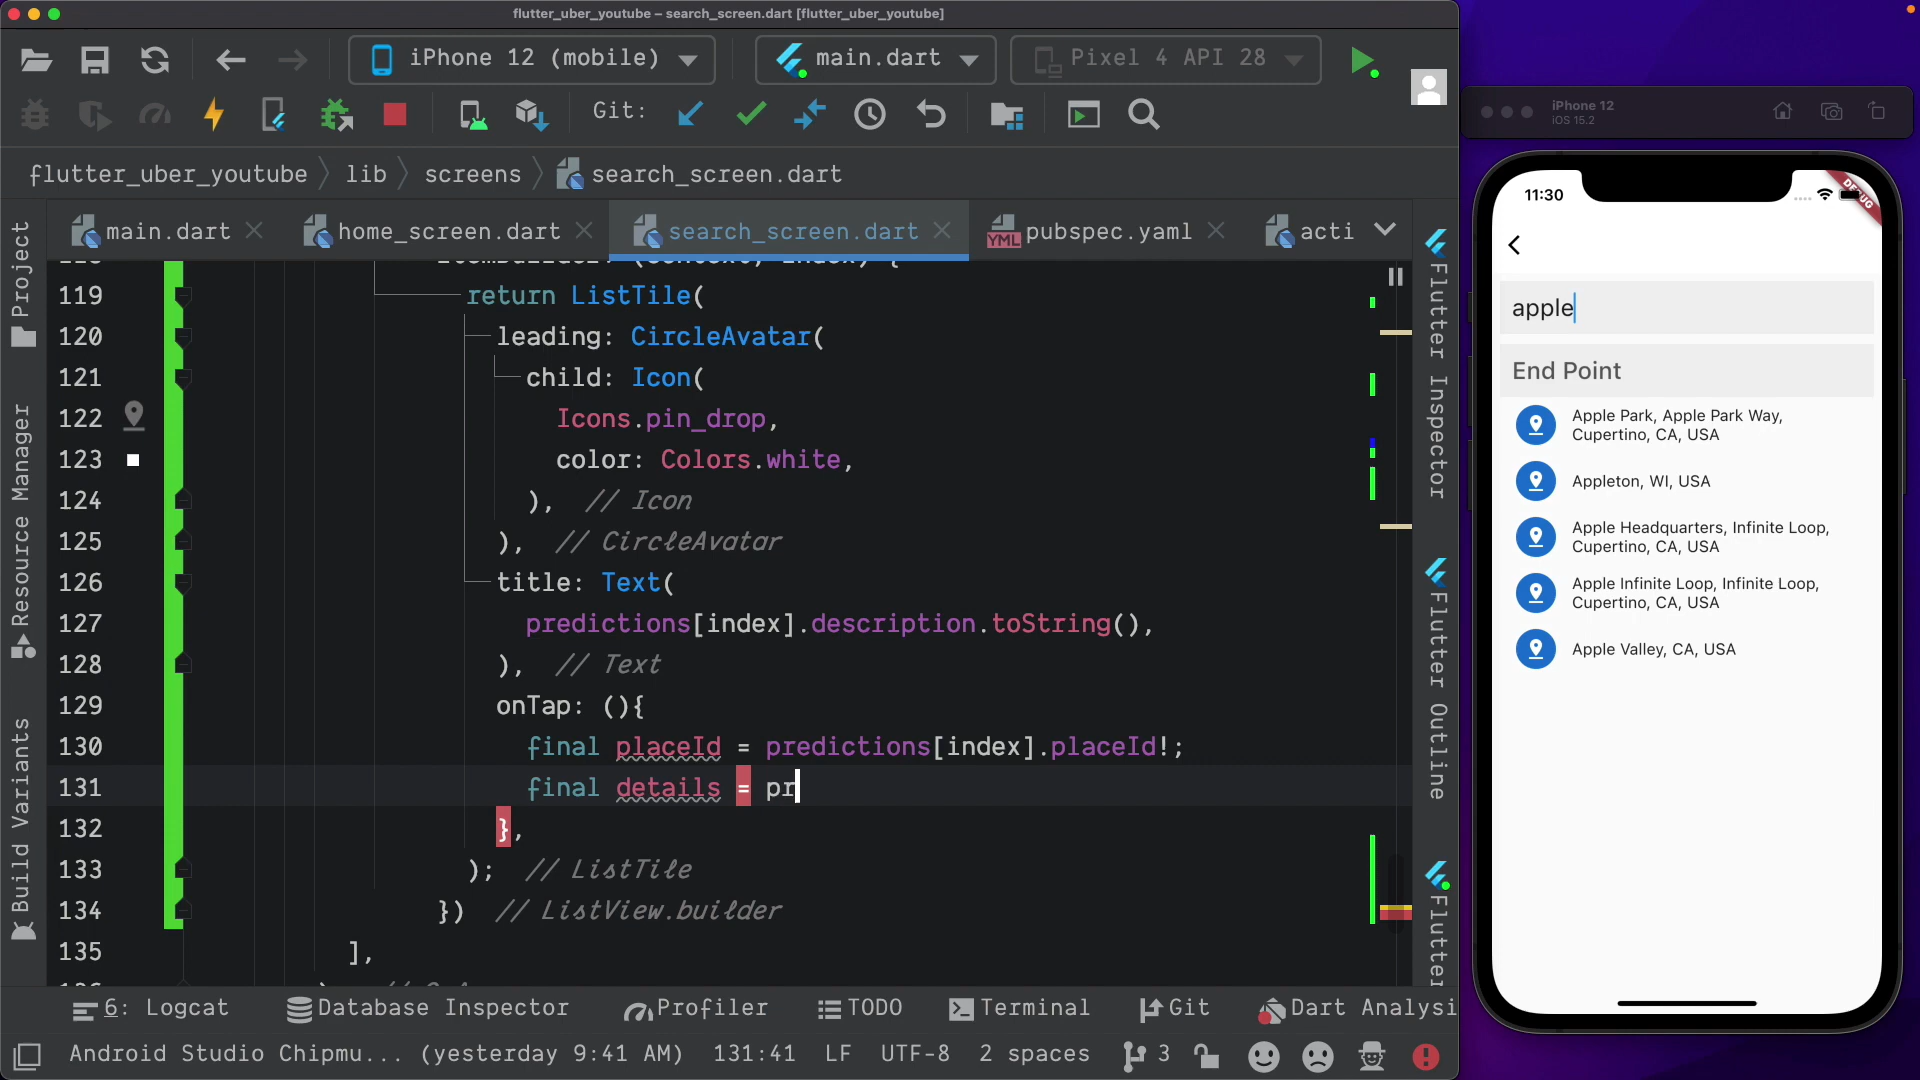 flutter_uber_youtube – search_screen.dart [flutter_uber_youtube]
iPhone 12 (mobile)
main.dart
Pixel 4 API 28
Git:
flutter_uber_youtube
lib
screens
search_screen.dart
main.dart
home_screen.dart
search_screen.dart
YML
pubspec.yaml
acti
Project
Resource Manager
Build Variants
119 return ListTile(
120 leading: CircleAvatar(
121 child: Icon(
122 Icons.pin_drop,
123 color: Colors.white,
124 ), // Icon
125 ), // CircleAvatar
126 title: Text(
127 predictions[index].description.toString(),
128 ), // Text
129 onTap: (){
130 final placeId = predictions[index].placeId!;
131 final details = pr
132 },
133 ); // ListTile
134 }) // ListView.builder
135 ],
Flutter Inspector
Flutter Outline
Flutter
6: Logcat
Database Inspector
Profiler
TODO
Terminal
Git
Dart Analysi
Android Studio Chipmu... (yesterday 9:41 AM)
131:41
LF
UTF-8
2 spaces
3
iPhone 12
iOS 15.2
11:30
DEBUG
apple
End Point
Apple Park, Apple Park Way,
Cupertino, CA, USA
Appleton, WI, USA
Apple Headquarters, Infinite Loop,
Cupertino, CA, USA
Apple Infinite Loop, Infinite Loop,
Cupertino, CA, USA
Apple Valley, CA, USA